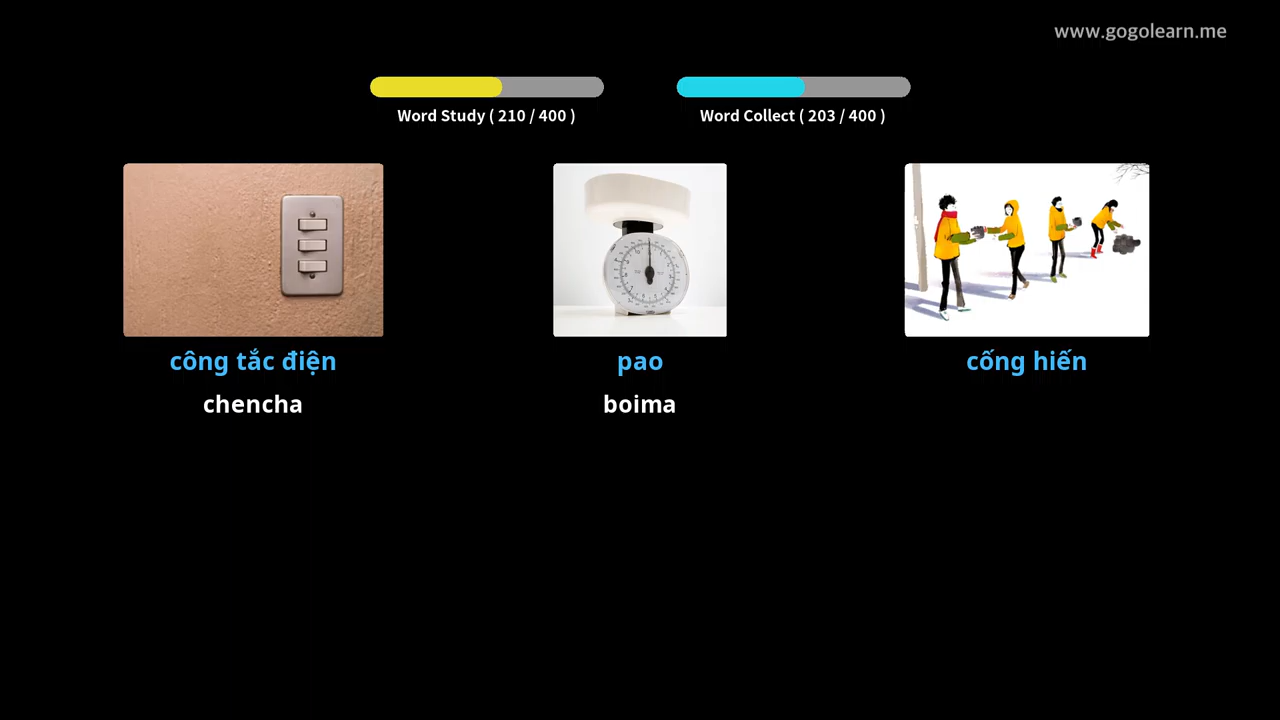 www.gogolearn.me
Word Study ( 210 / 400 )
Word Collect ( 203 / 400 )
công tắc điện
pao
cống hiến
chencha
boima